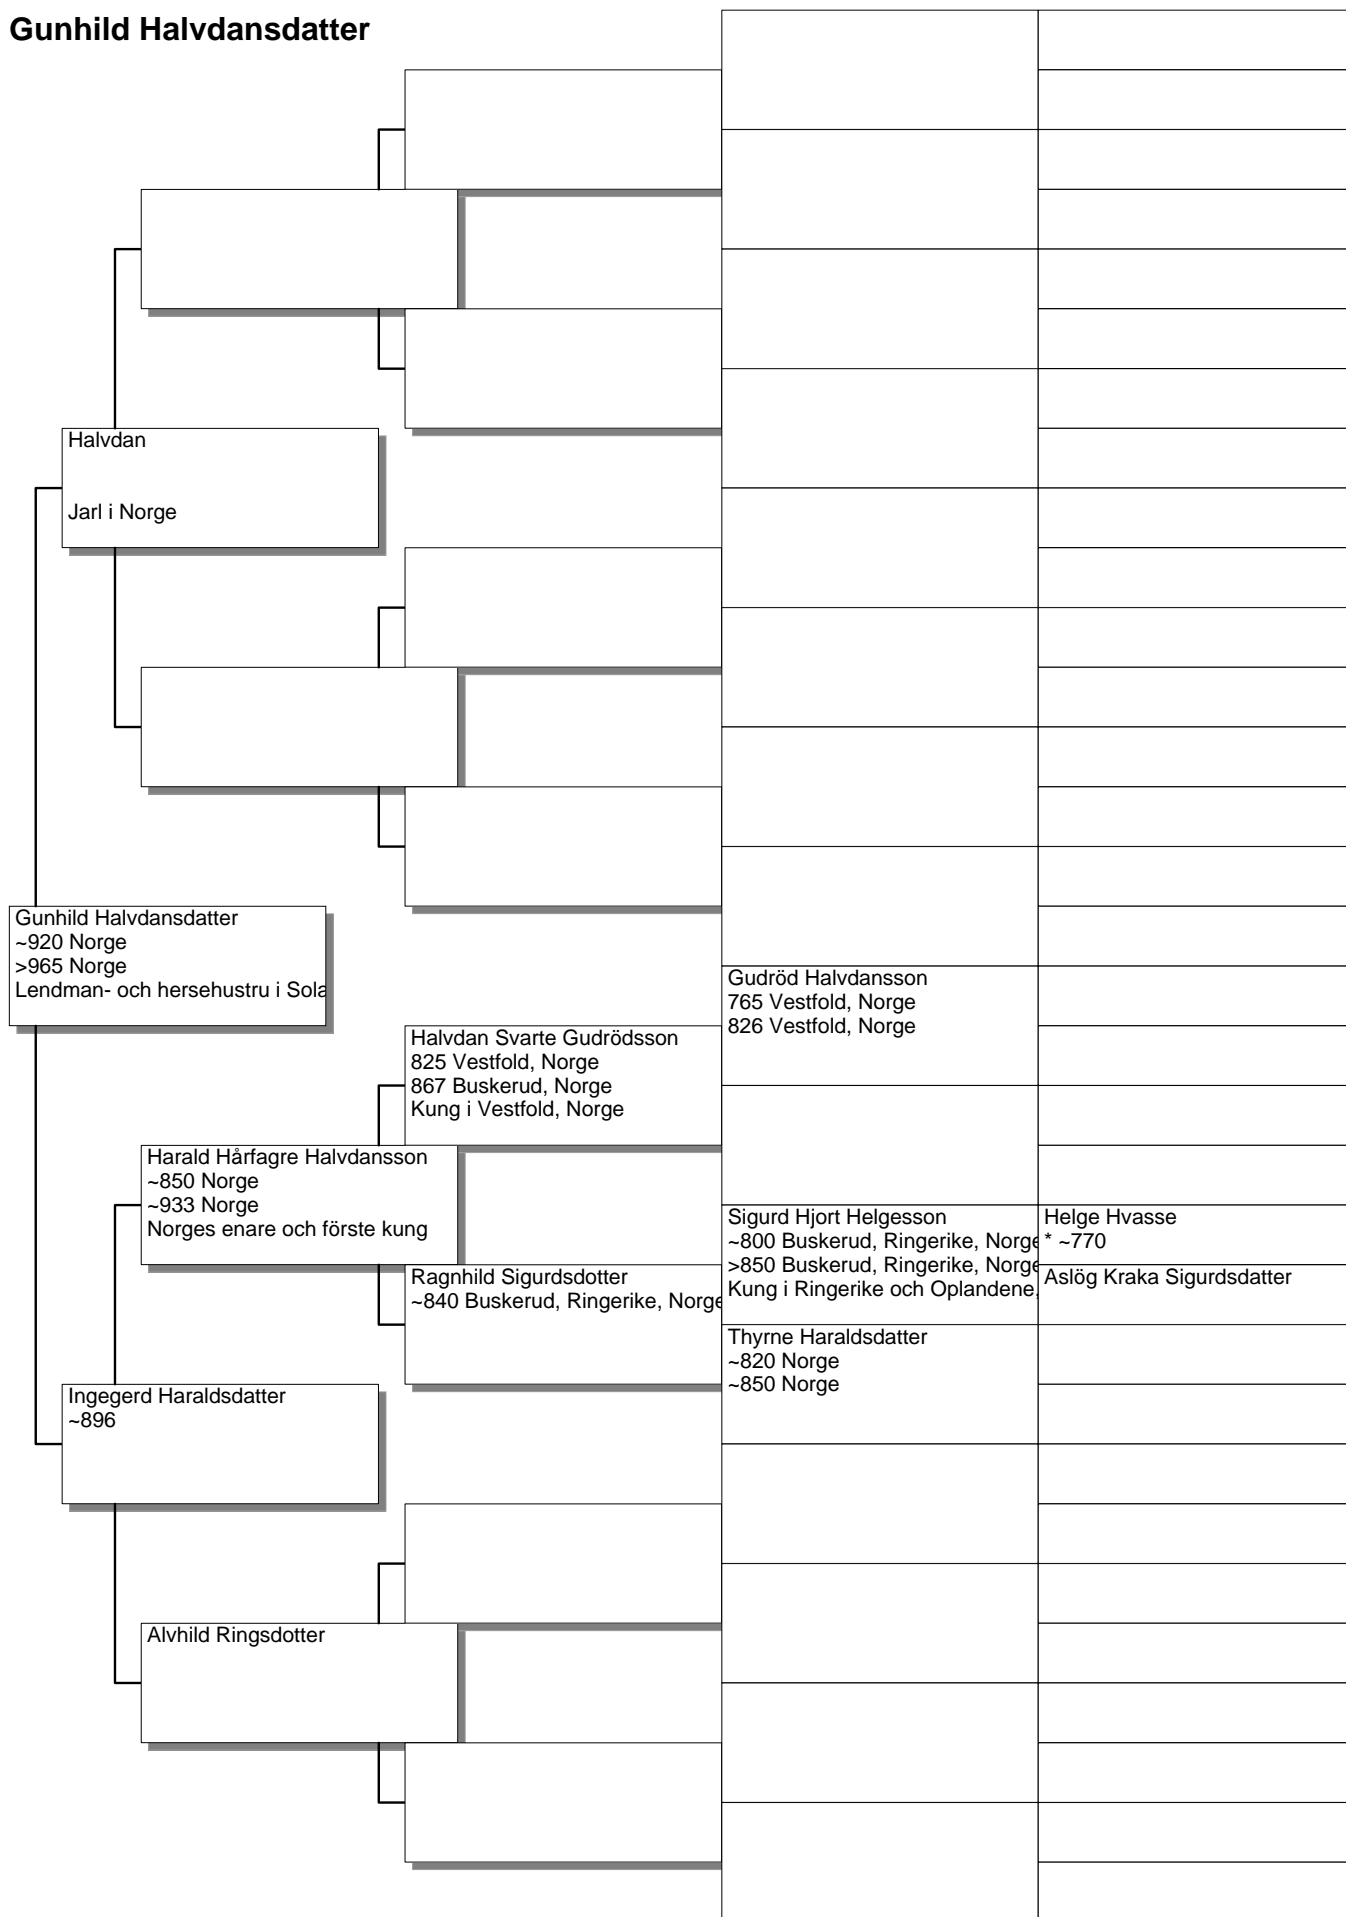 Gunhild Halvdansdatter
Halvdan
Jarl i Norge
Gunhild Halvdansdatter
~920 Norge
>965 Norge
Lendman- och hersehustru i Sola
Gudröd Halvdansson
765 Vestfold, Norge
826 Vestfold, Norge
Halvdan Svarte Gudrödsson
825 Vestfold, Norge
867 Buskerud, Norge
Kung i Vestfold, Norge
Harald Hårfagre Halvdansson
~850 Norge
~933 Norge
Norges enare och förste kung
Sigurd Hjort Helgesson
~800 Buskerud, Ringerike, Norge
>850 Buskerud, Ringerike, Norge
Kung i Ringerike och Oplandene,
Helge Hvasse
* ~770
Aslög Kraka Sigurdsdatter
Ragnhild Sigurdsdotter
~840 Buskerud, Ringerike, Norge
Thyrne Haraldsdatter
~820 Norge
~850 Norge
Ingegerd Haraldsdatter
~896
Alvhild Ringsdotter